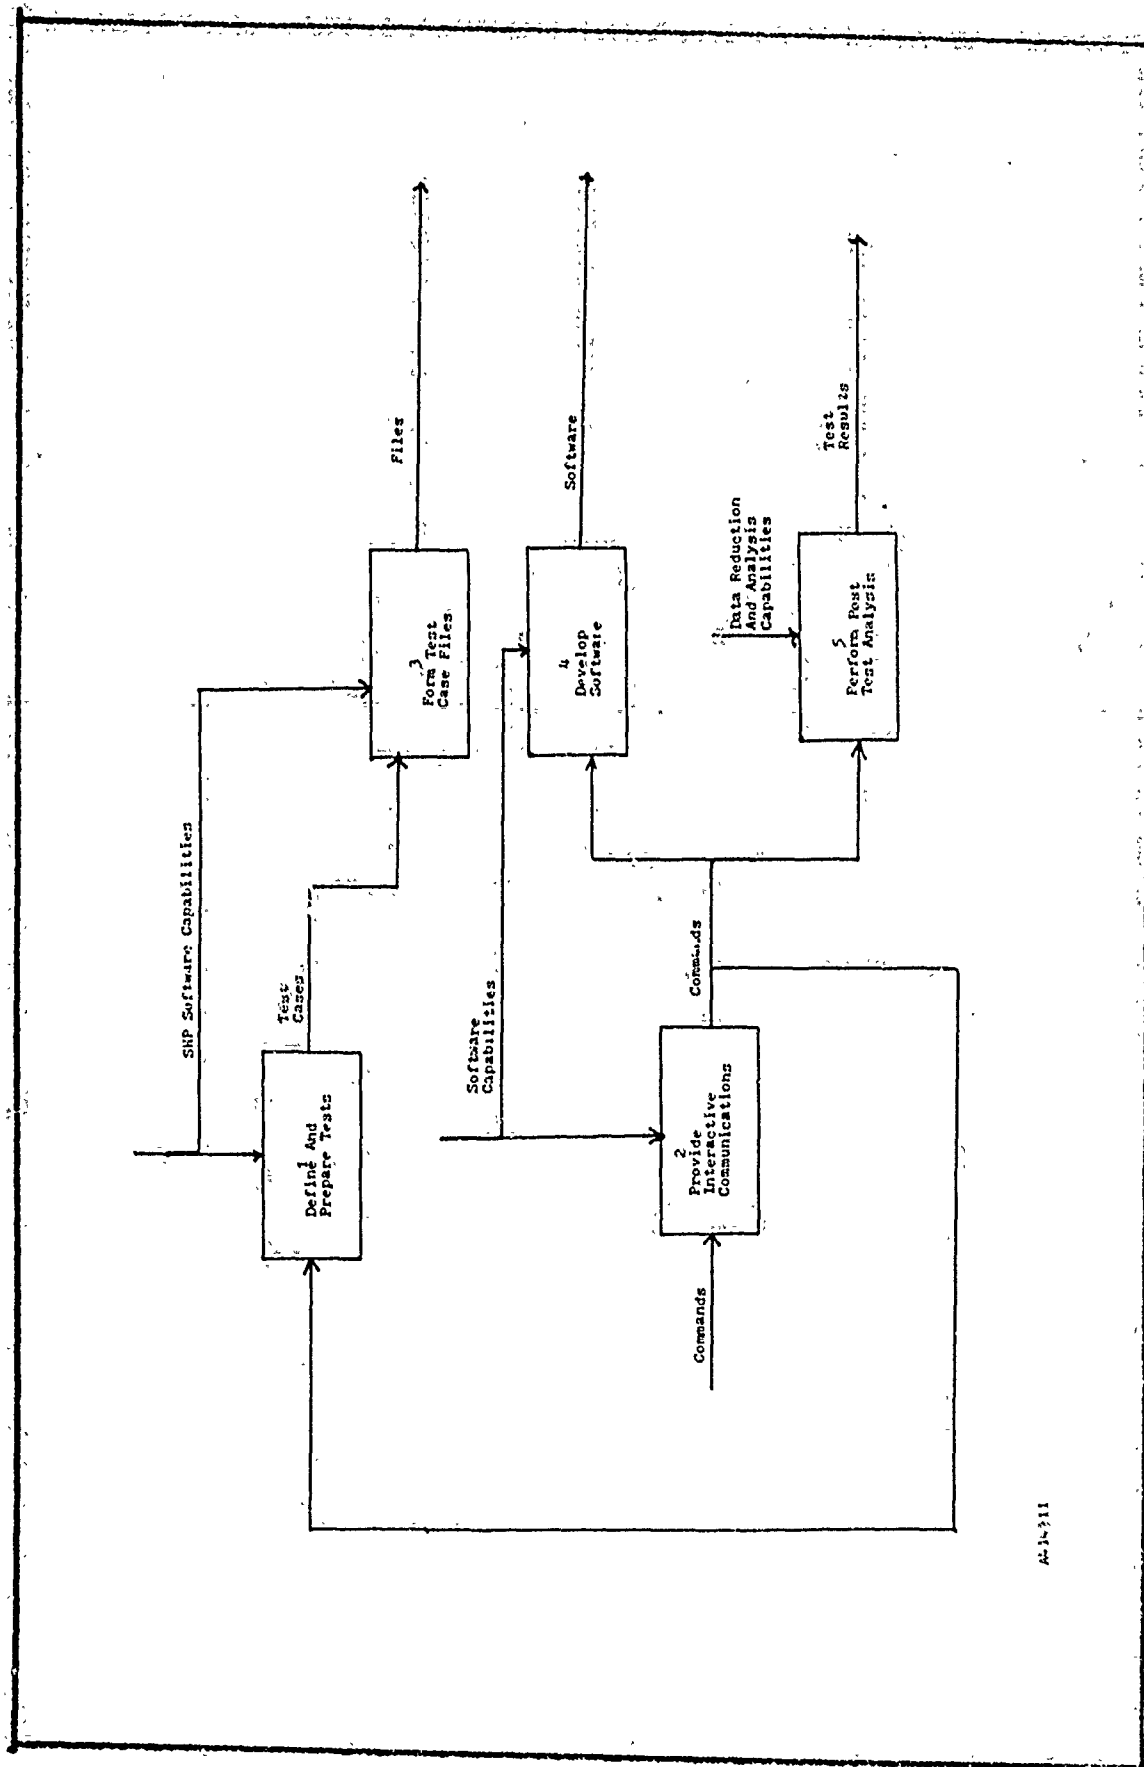 Software Capabilities
1
Define And
Prepare Tests
Test
Cases
3
Form Test
Case Files
Files
Software
Capabilities
4
Develop
Software
Software
Commands
2
Provide
Interactive
Communications
Commands
Data Reduction
And Analysis
Capabilities
5
Perform Post
Test Analysis
Test
Results